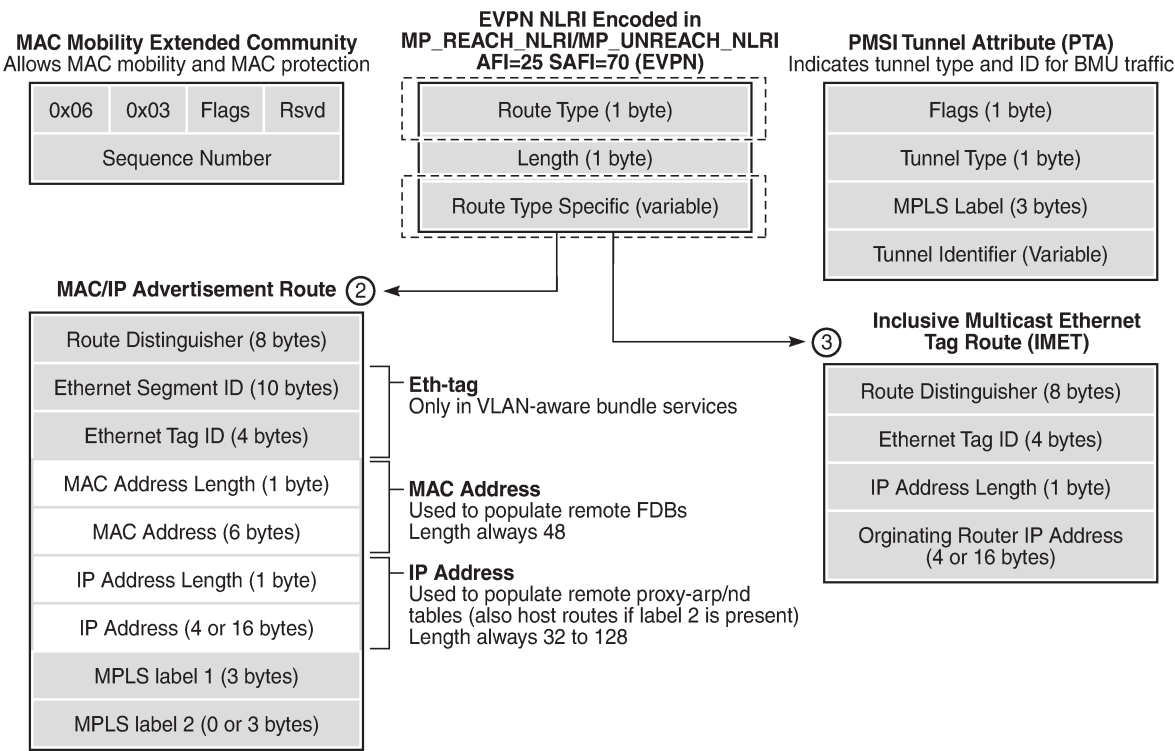 MAC Mobility Extended Community
Allows MAC mobility and MAC protection
0x06 0x03 Flags Rsvd
Sequence Number
EVPN NLRI Encoded in
MP_REACH_NLRI/MP_UNREACH_NLRI
AFI=25 SAFI=70 (EVPN)
Route Type (1 byte)
Length (1 byte)
Route Type Specific (variable)
PMSI Tunnel Attribute (PTA)
Indicates tunnel type and ID for BMU traffic
Flags (1 byte)
Tunnel Type (1 byte)
MPLS Label (3 bytes)
Tunnel Identifier (Variable)
MAC/IP Advertisement Route 2
Route Distinguisher (8 bytes)
Ethernet Segment ID (10 bytes)
Ethernet Tag ID (4 bytes)
MAC Address Length (1 byte)
MAC Address (6 bytes)
IP Address Length (1 byte)
IP Address (4 or 16 bytes)
MPLS label 1 (3 bytes)
MPLS label 2 (0 or 3 bytes)
Eth-tag
Only in VLAN-aware bundle services
MAC Address
Used to populate remote FDBs
Length always 48
IP Address
Used to populate remote proxy-arp/nd
tables (also host routes if label 2 is present)
Length always 32 to 128
3
Inclusive Multicast Ethernet
Tag Route (IMET)
Route Distinguisher (8 bytes)
Ethernet Tag ID (4 bytes)
IP Address Length (1 byte)
Orginating Router IP Address
(4 or 16 bytes)